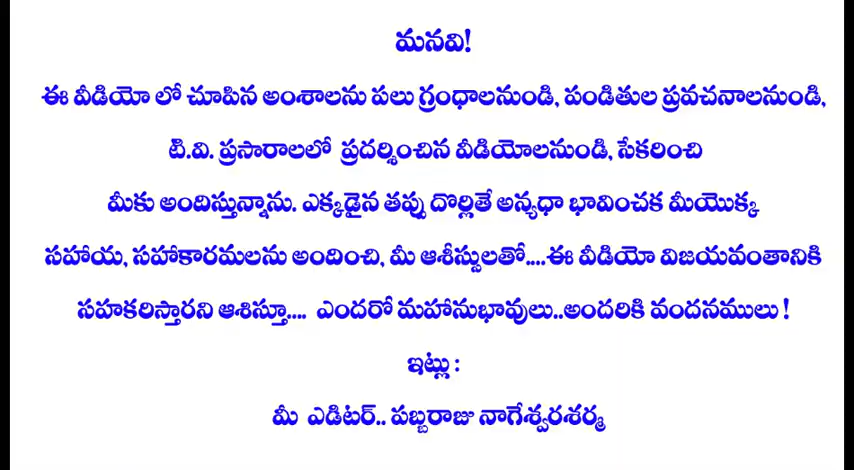 మనవి!
ఈ వీడియో లో చూపిన అంశాలను పలు గ్రంధాలనుండి, పండితుల ప్రవచనాలనుండి,
టి.వి. ప్రసారాలలో ప్రదర్శించిన వీడియోలనుండి, సేకరించి
మీకు అందిస్తున్నాను. ఎక్కడైన తప్పు దొర్లితే అన్యధా భావించక మీయొక్క
సహాయ, సహాకారమలను అందించి, మీ ఆశీస్సులతో....ఈ వీడియో విజయవంతానికి
సహకరిస్తారని ఆశిస్తూ.... ఎందరో మహానుభావులు..అందరికి వందనములు!
ఇట్లు :
మీ ఎడిటర్.. పబ్బరాజు నాగేశ్వరశర్మ